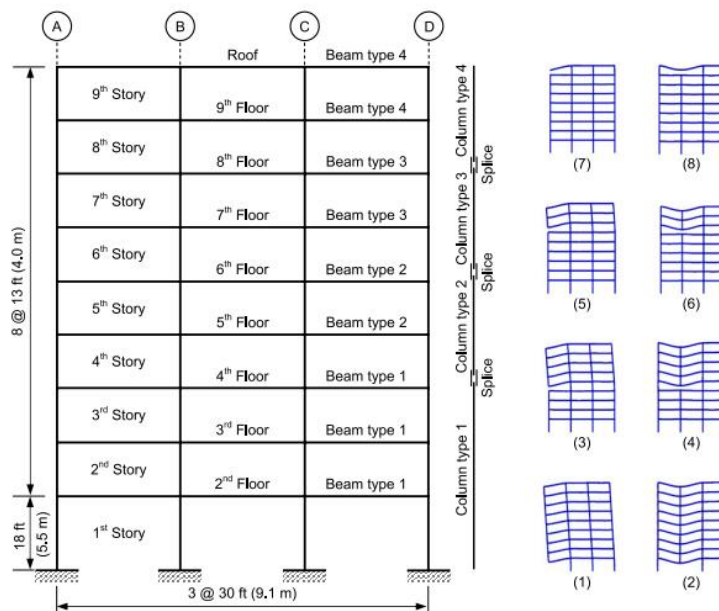 A B C D
Roof Beam type 4
9th Story 9th Floor Beam type 4
8th Story 8th Floor Beam type 3
7th Story 7th Floor Beam type 3
6th Story 6th Floor Beam type 2
5th Story 5th Floor Beam type 2
4th Story 4th Floor Beam type 1
3rd Story 3rd Floor Beam type 1
2nd Story 2nd Floor Beam type 1
1st Story
8 @ 13 ft (4.0 m)
18 ft
(5.5 m)
3 @ 30 ft (9.1 m)
Column type 4
Splice
Column type 3
Splice
Column type 2
Splice
Column type 1
(7) (8)
(5) (6)
(3) (4)
(1) (2)